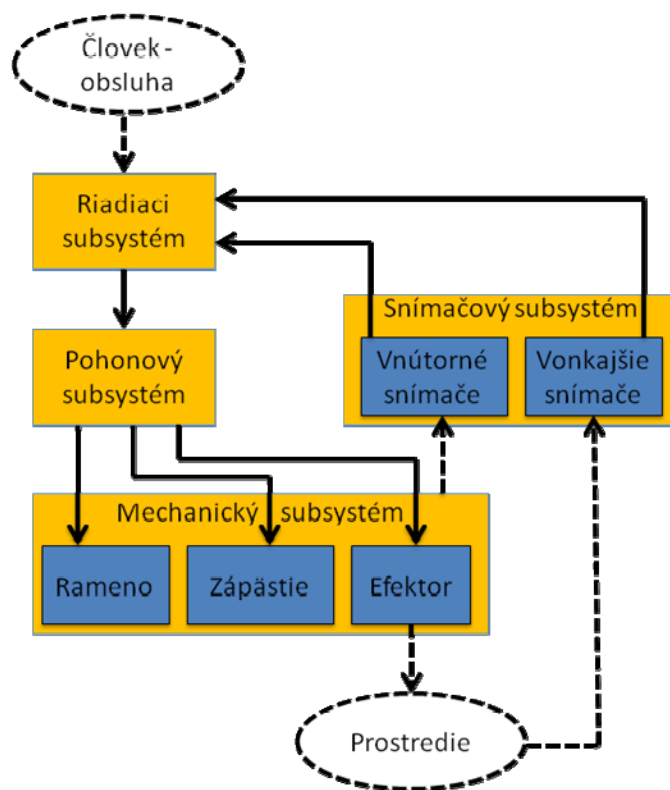 Človek -
obsluha
Riadiaci
subsystém
Snímačový subsystém
Pohonový
subsystém
Vnútorné
snímače
Vonkajšie
snímače
Mechanický subsystém
Rameno
Zápästie
Efektor
Prostredie